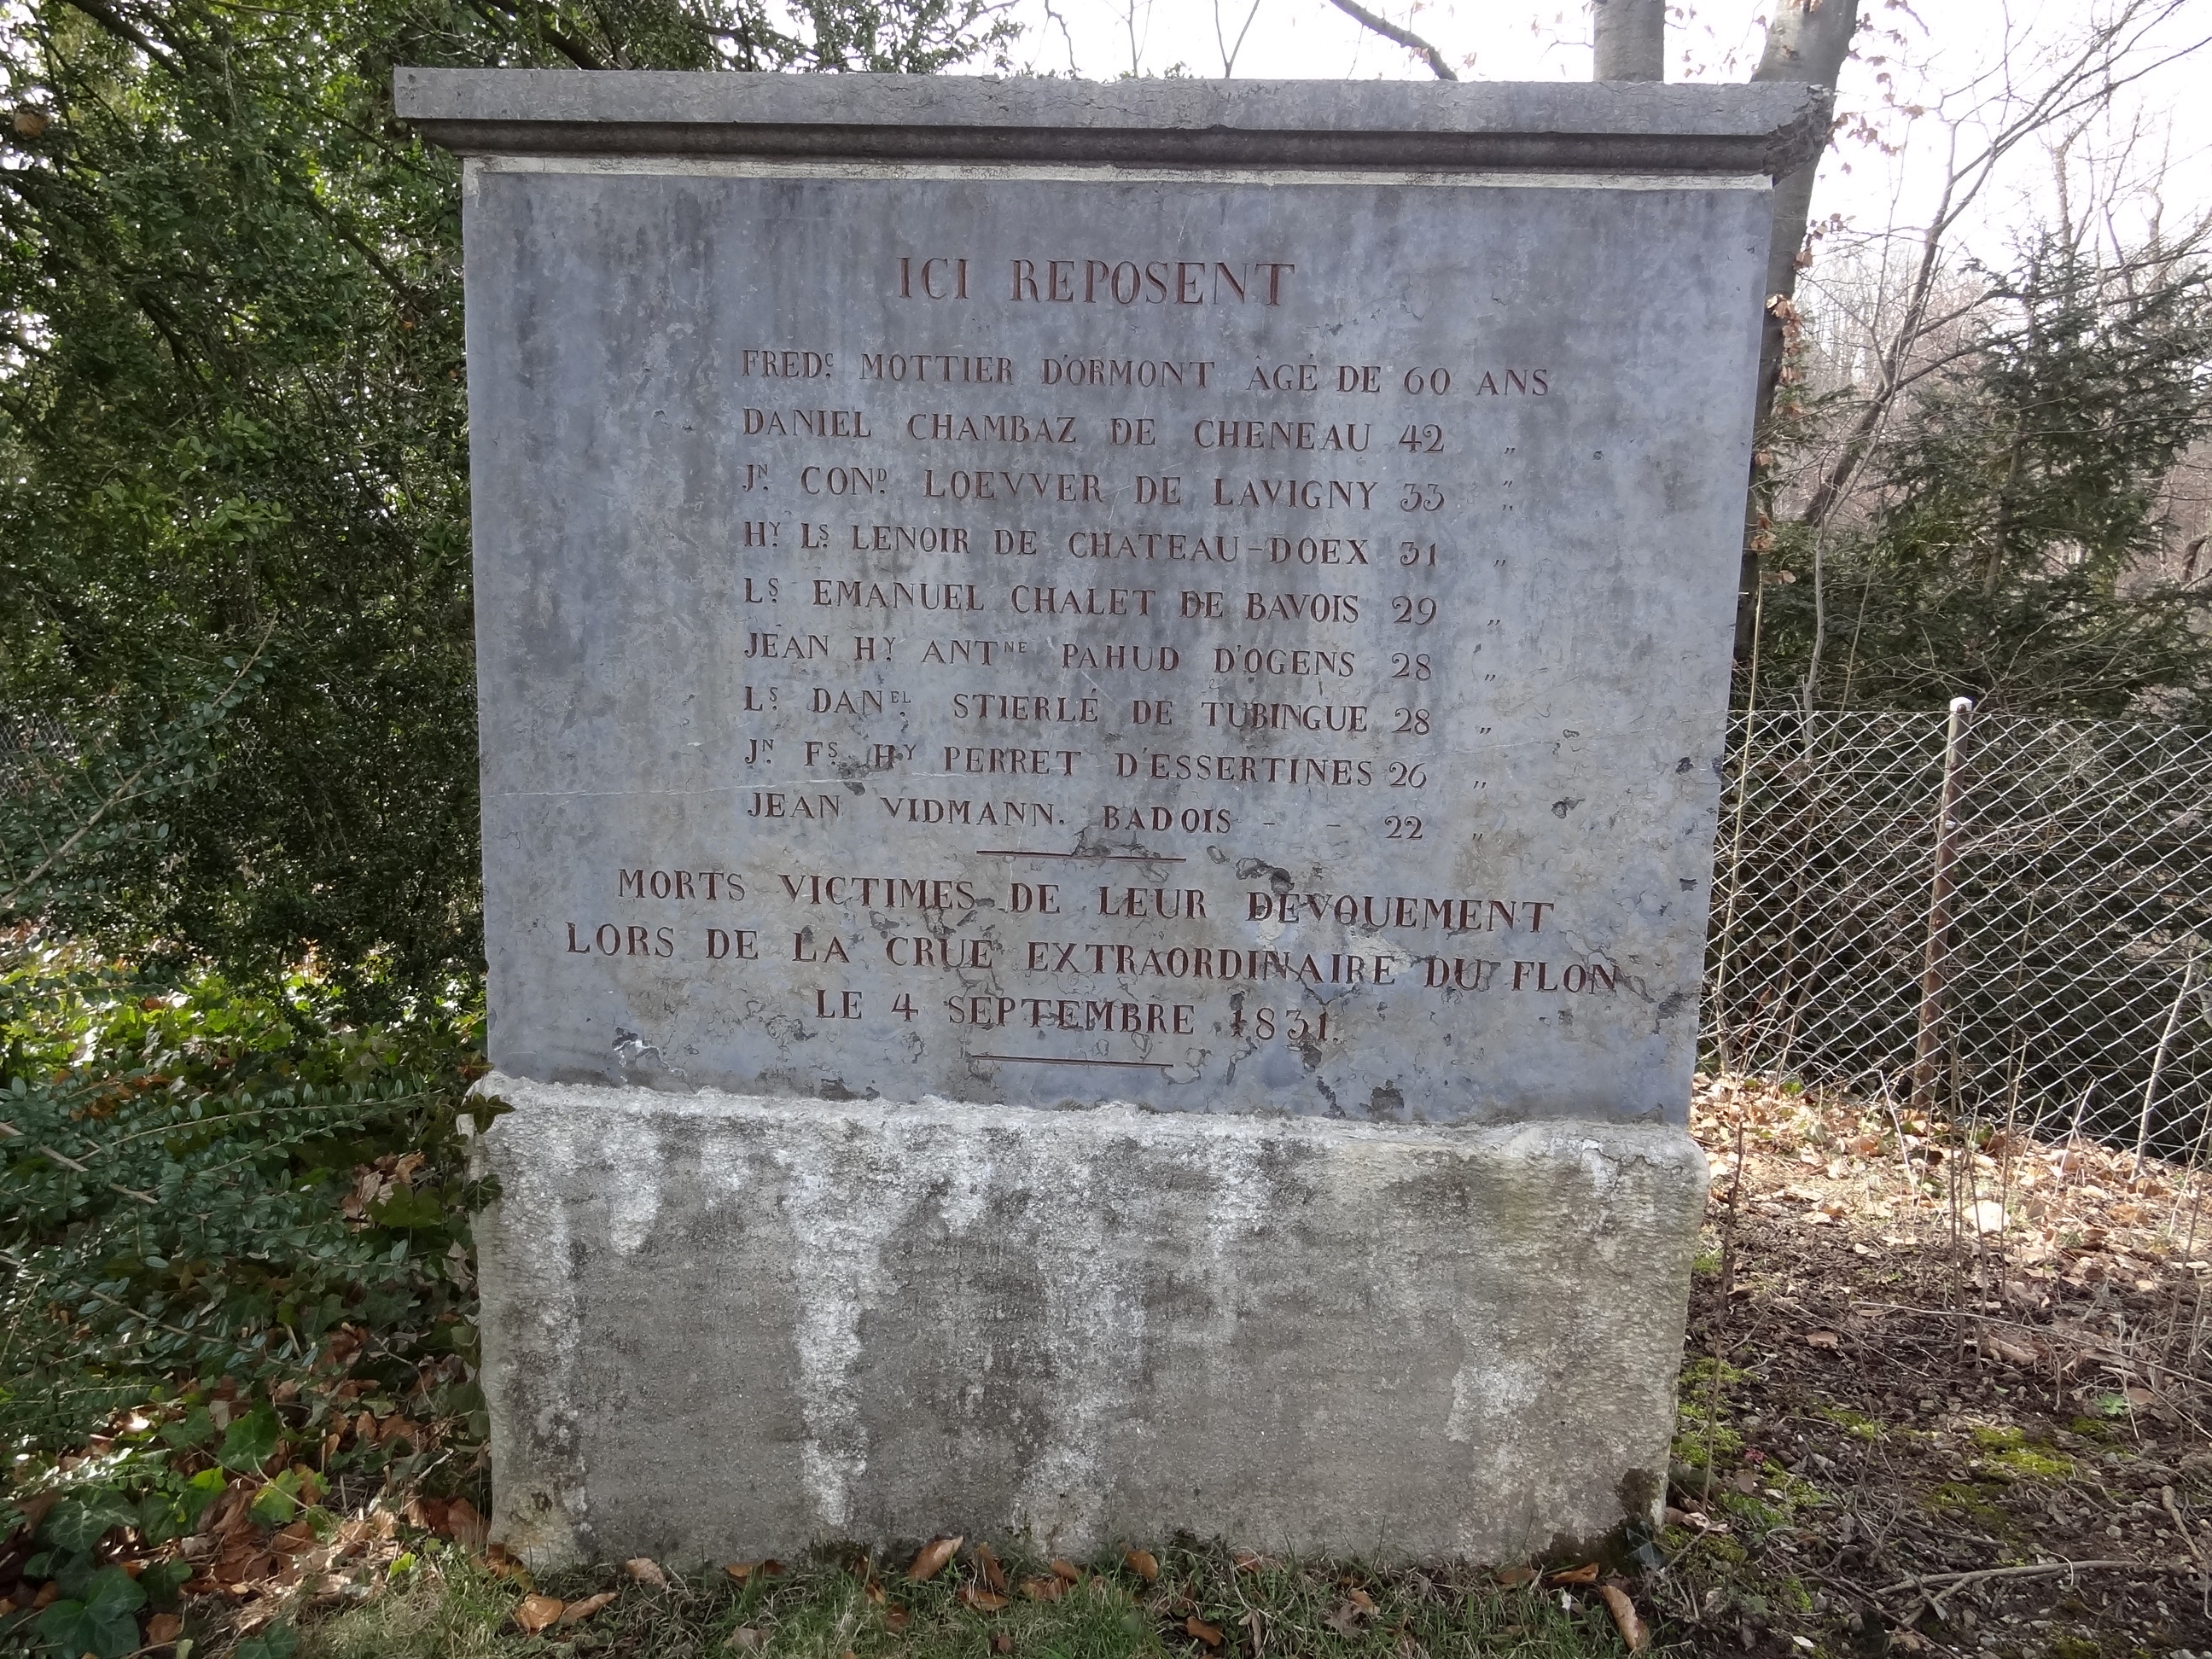 ICI REPOSENT
FREDC. MOTTIER D'ORMONT ÂGÉ DE 60 ANS
DANIEL CHAMBAZ DE CHENEAU 42 „
JN. COND. LOEVVER DE LAVIGNY 33 „
HY. LS. LENOIR DE CHATEAU-DOEX 31 „
LS. EMANUEL CHALET DE BAVOIS 29 „
JEAN HY. ANTNE PAHUD D'OGENS 28 „
LS. DANEL. STIERLÉ DE TUBINGUE 28 „
JN. FS. HY PERRET D'ESSERTINES 26 „
JEAN VIDMANN. BADOIS - - 22 „
MORTS VICTIMES DE LEUR DÉVOUEMENT
LORS DE LA CRUE EXTRAORDINAIRE DU FLON
LE 4 SEPTEMBRE 1831.